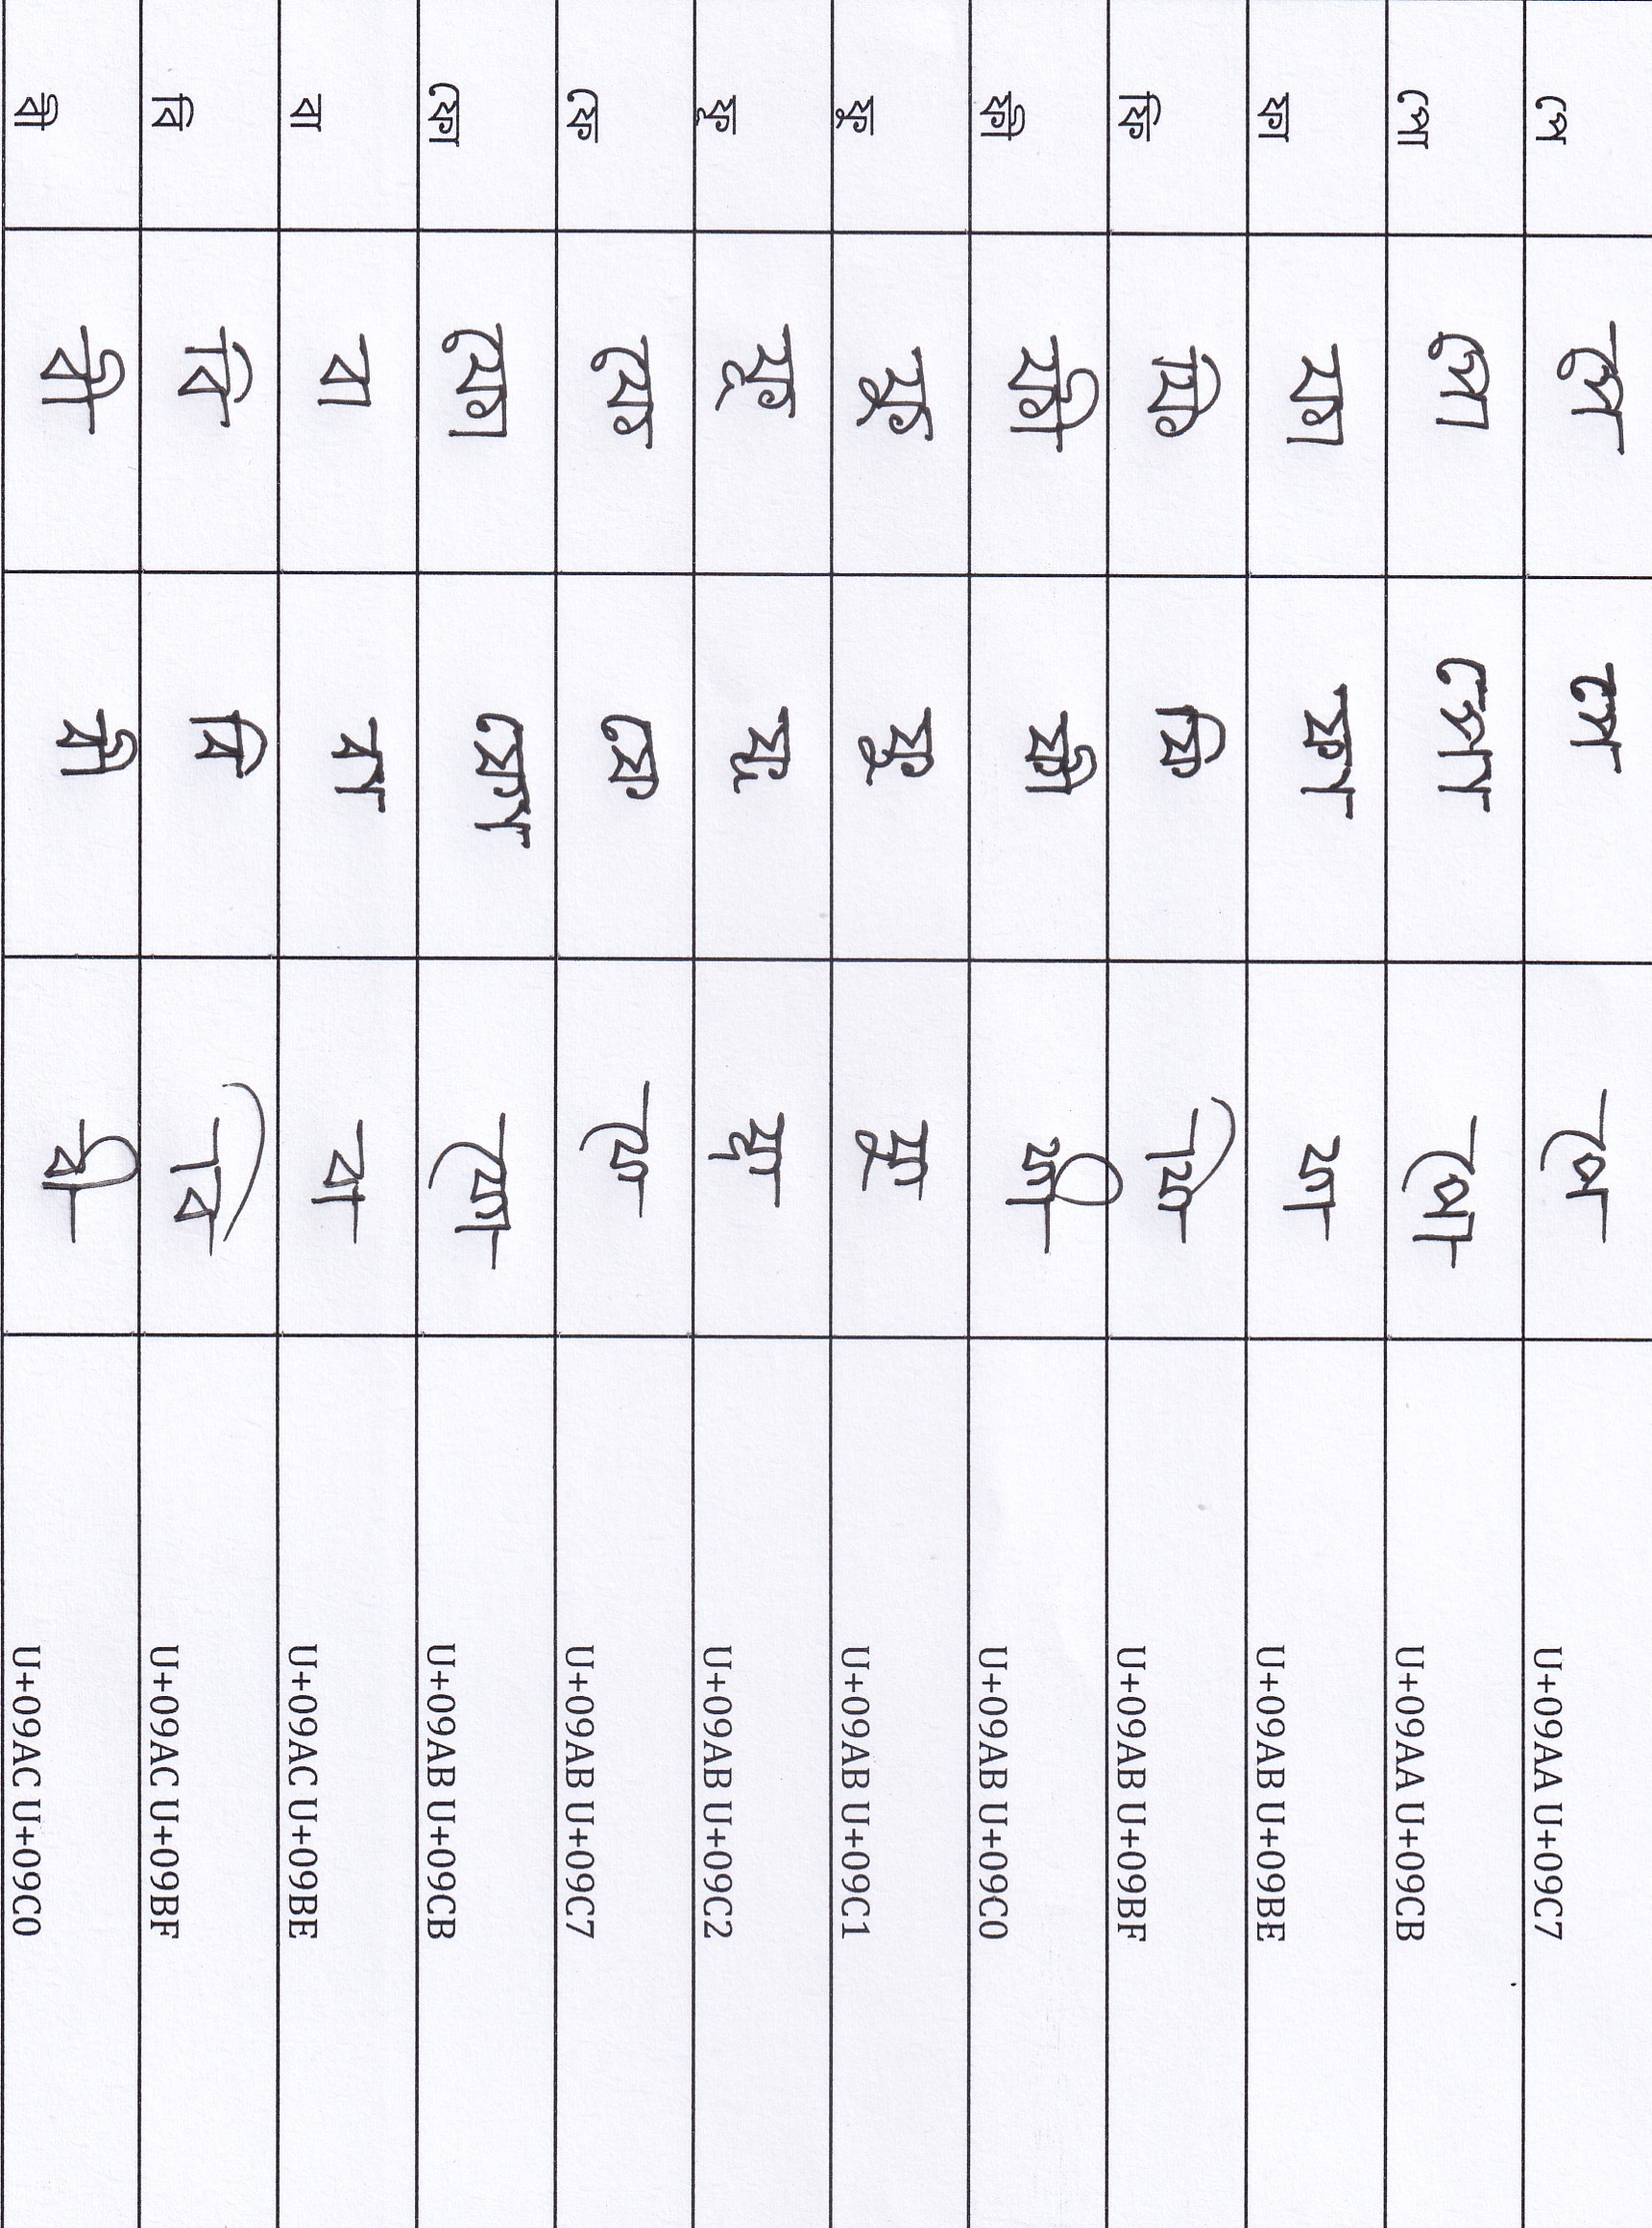 পে পে পে পে U+09AA U+09C7
পো পো পো পো U+09AA U+09CB
ফা ফা ফা ফা U+09AB U+09BE
ফি ফি ফি ফি U+09AB U+09BF
ফী ফী ফী ফী U+09AB U+09C0
ফু ফু ফু ফু U+09AB U+09C1
ফূ ফূ ফূ ফূ U+09AB U+09C2
ফে ফে ফে ফে U+09AB U+09C7
ফো ফো ফো ফো U+09AB U+09CB
বা বা বা বা U+09AC U+09BE
বি বি বি বি U+09AC U+09BF
বী বী বী বী U+09AC U+09C0